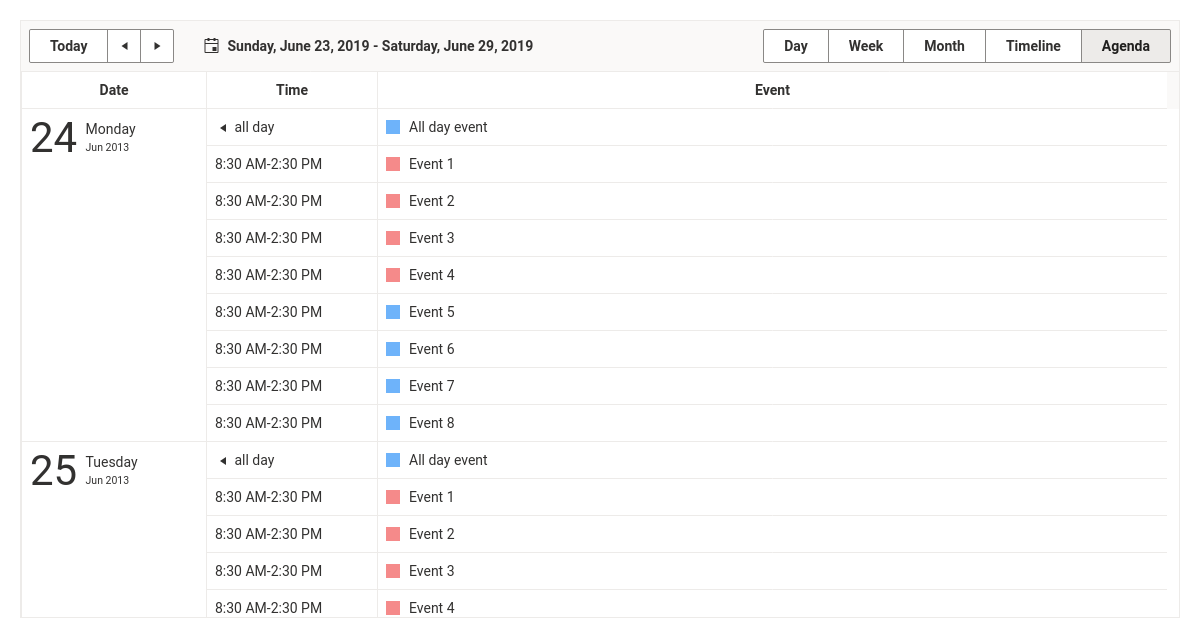 Today Sunday, June 23, 2019 - Saturday, June 29, 2019 Day Week Month Timeline Agenda
Date Time Event
24 Monday
Jun 2013
all day All day event
8:30 AM-2:30 PM Event 1
8:30 AM-2:30 PM Event 2
8:30 AM-2:30 PM Event 3
8:30 AM-2:30 PM Event 4
8:30 AM-2:30 PM Event 5
8:30 AM-2:30 PM Event 6
8:30 AM-2:30 PM Event 7
8:30 AM-2:30 PM Event 8
25 Tuesday
Jun 2013
all day All day event
8:30 AM-2:30 PM Event 1
8:30 AM-2:30 PM Event 2
8:30 AM-2:30 PM Event 3
8:30 AM-2:30 PM Event 4